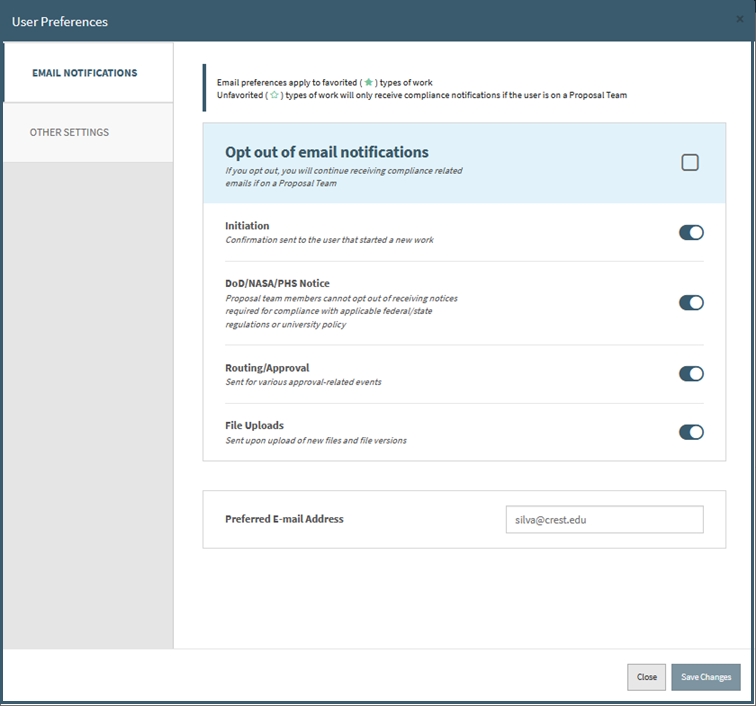 User Preferences
×
EMAIL NOTIFICATIONS
OTHER SETTINGS
Email preferences apply to favorited ( ★ ) types of work
Unfavorited ( ☆ ) types of work will only receive compliance notifications if the user is on a Proposal Team
Opt out of email notifications
If you opt out, you will continue receiving compliance related
emails if on a Proposal Team
Initiation
Confirmation sent to the user that started a new work
DoD/NASA/PHS Notice
Proposal team members cannot opt out of receiving notices
required for compliance with applicable federal/state
regulations or university policy
Routing/Approval
Sent for various approval-related events
File Uploads
Sent upon upload of new files and file versions
Preferred E-mail Address
silva@crest.edu
Close
Save Changes